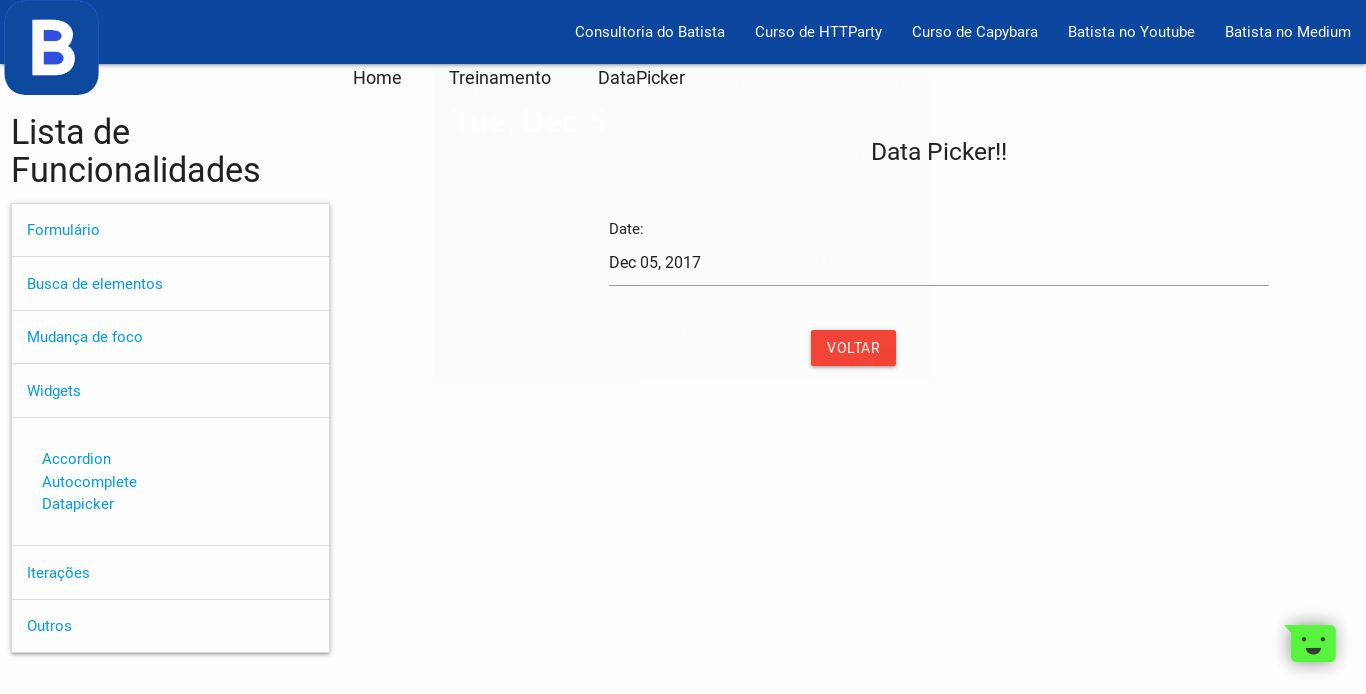 B
Consultoria do Batista Curso de HTTParty Curso de Capybara Batista no Youtube Batista no Medium
Home Treinamento DataPicker
Lista de
Funcionalidades
Formulário
Busca de elementos
Mudança de foco
Widgets
Accordion
Autocomplete
Datapicker
Iterações
Outros
Tue, Dec 5
Data Picker!!
Date:
Dec 05, 2017
VOLTAR